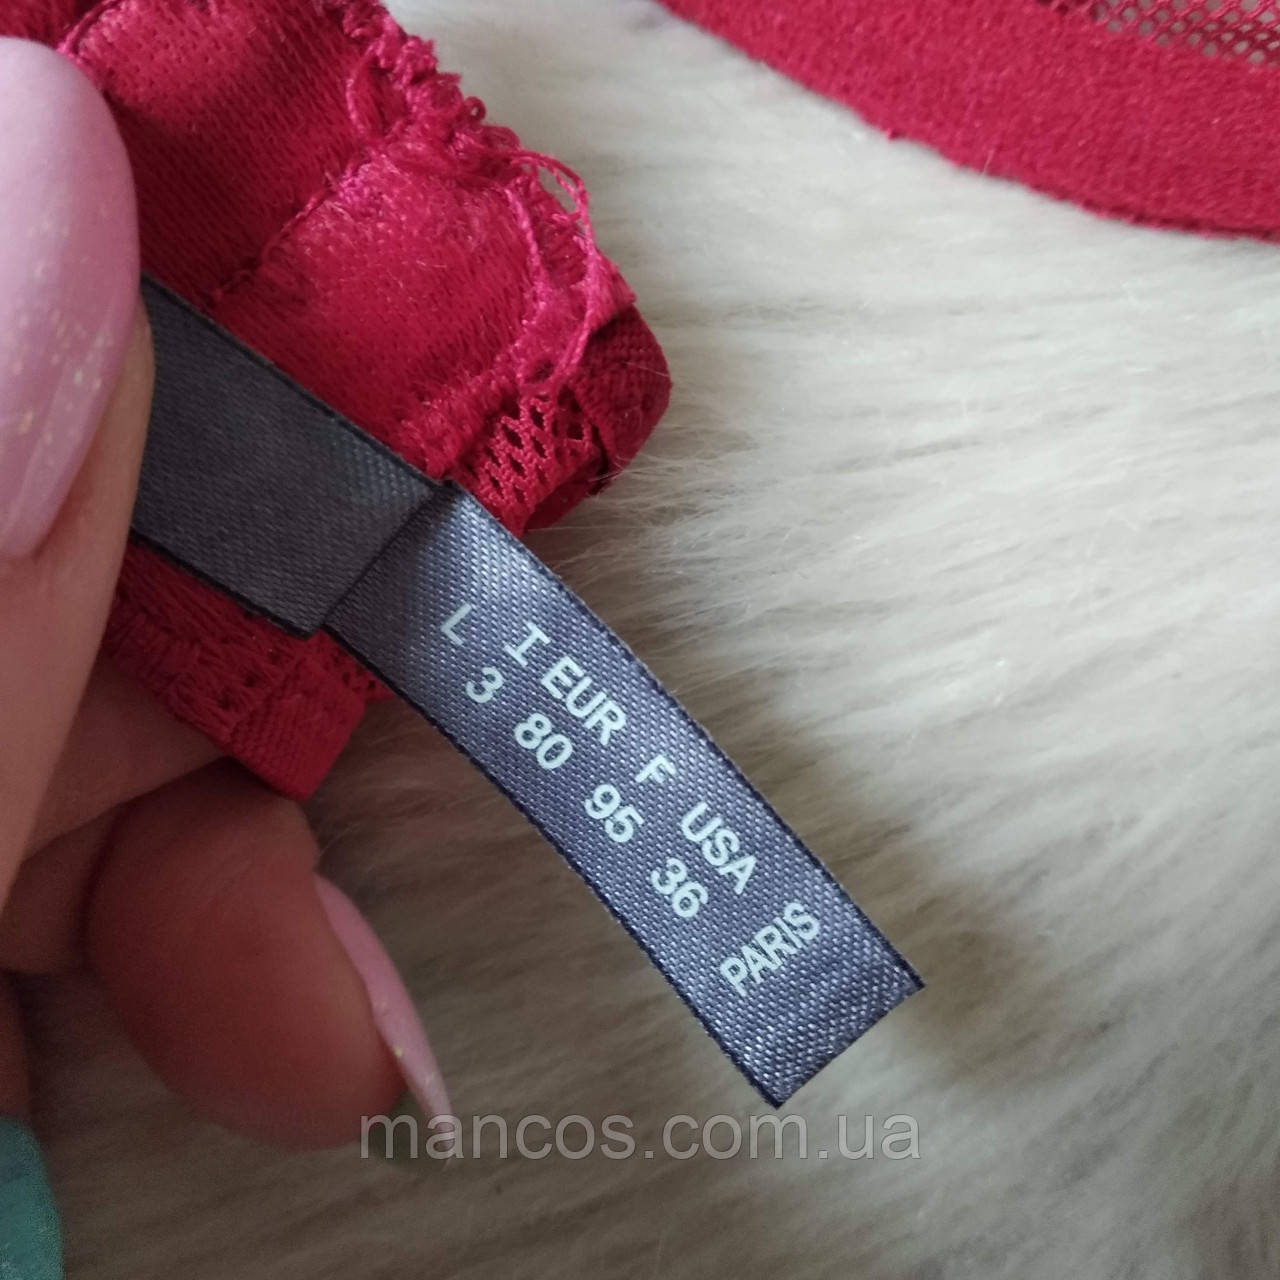 L
I EUR F USA
3 80 95 36
PARIS
mancos.com.ua